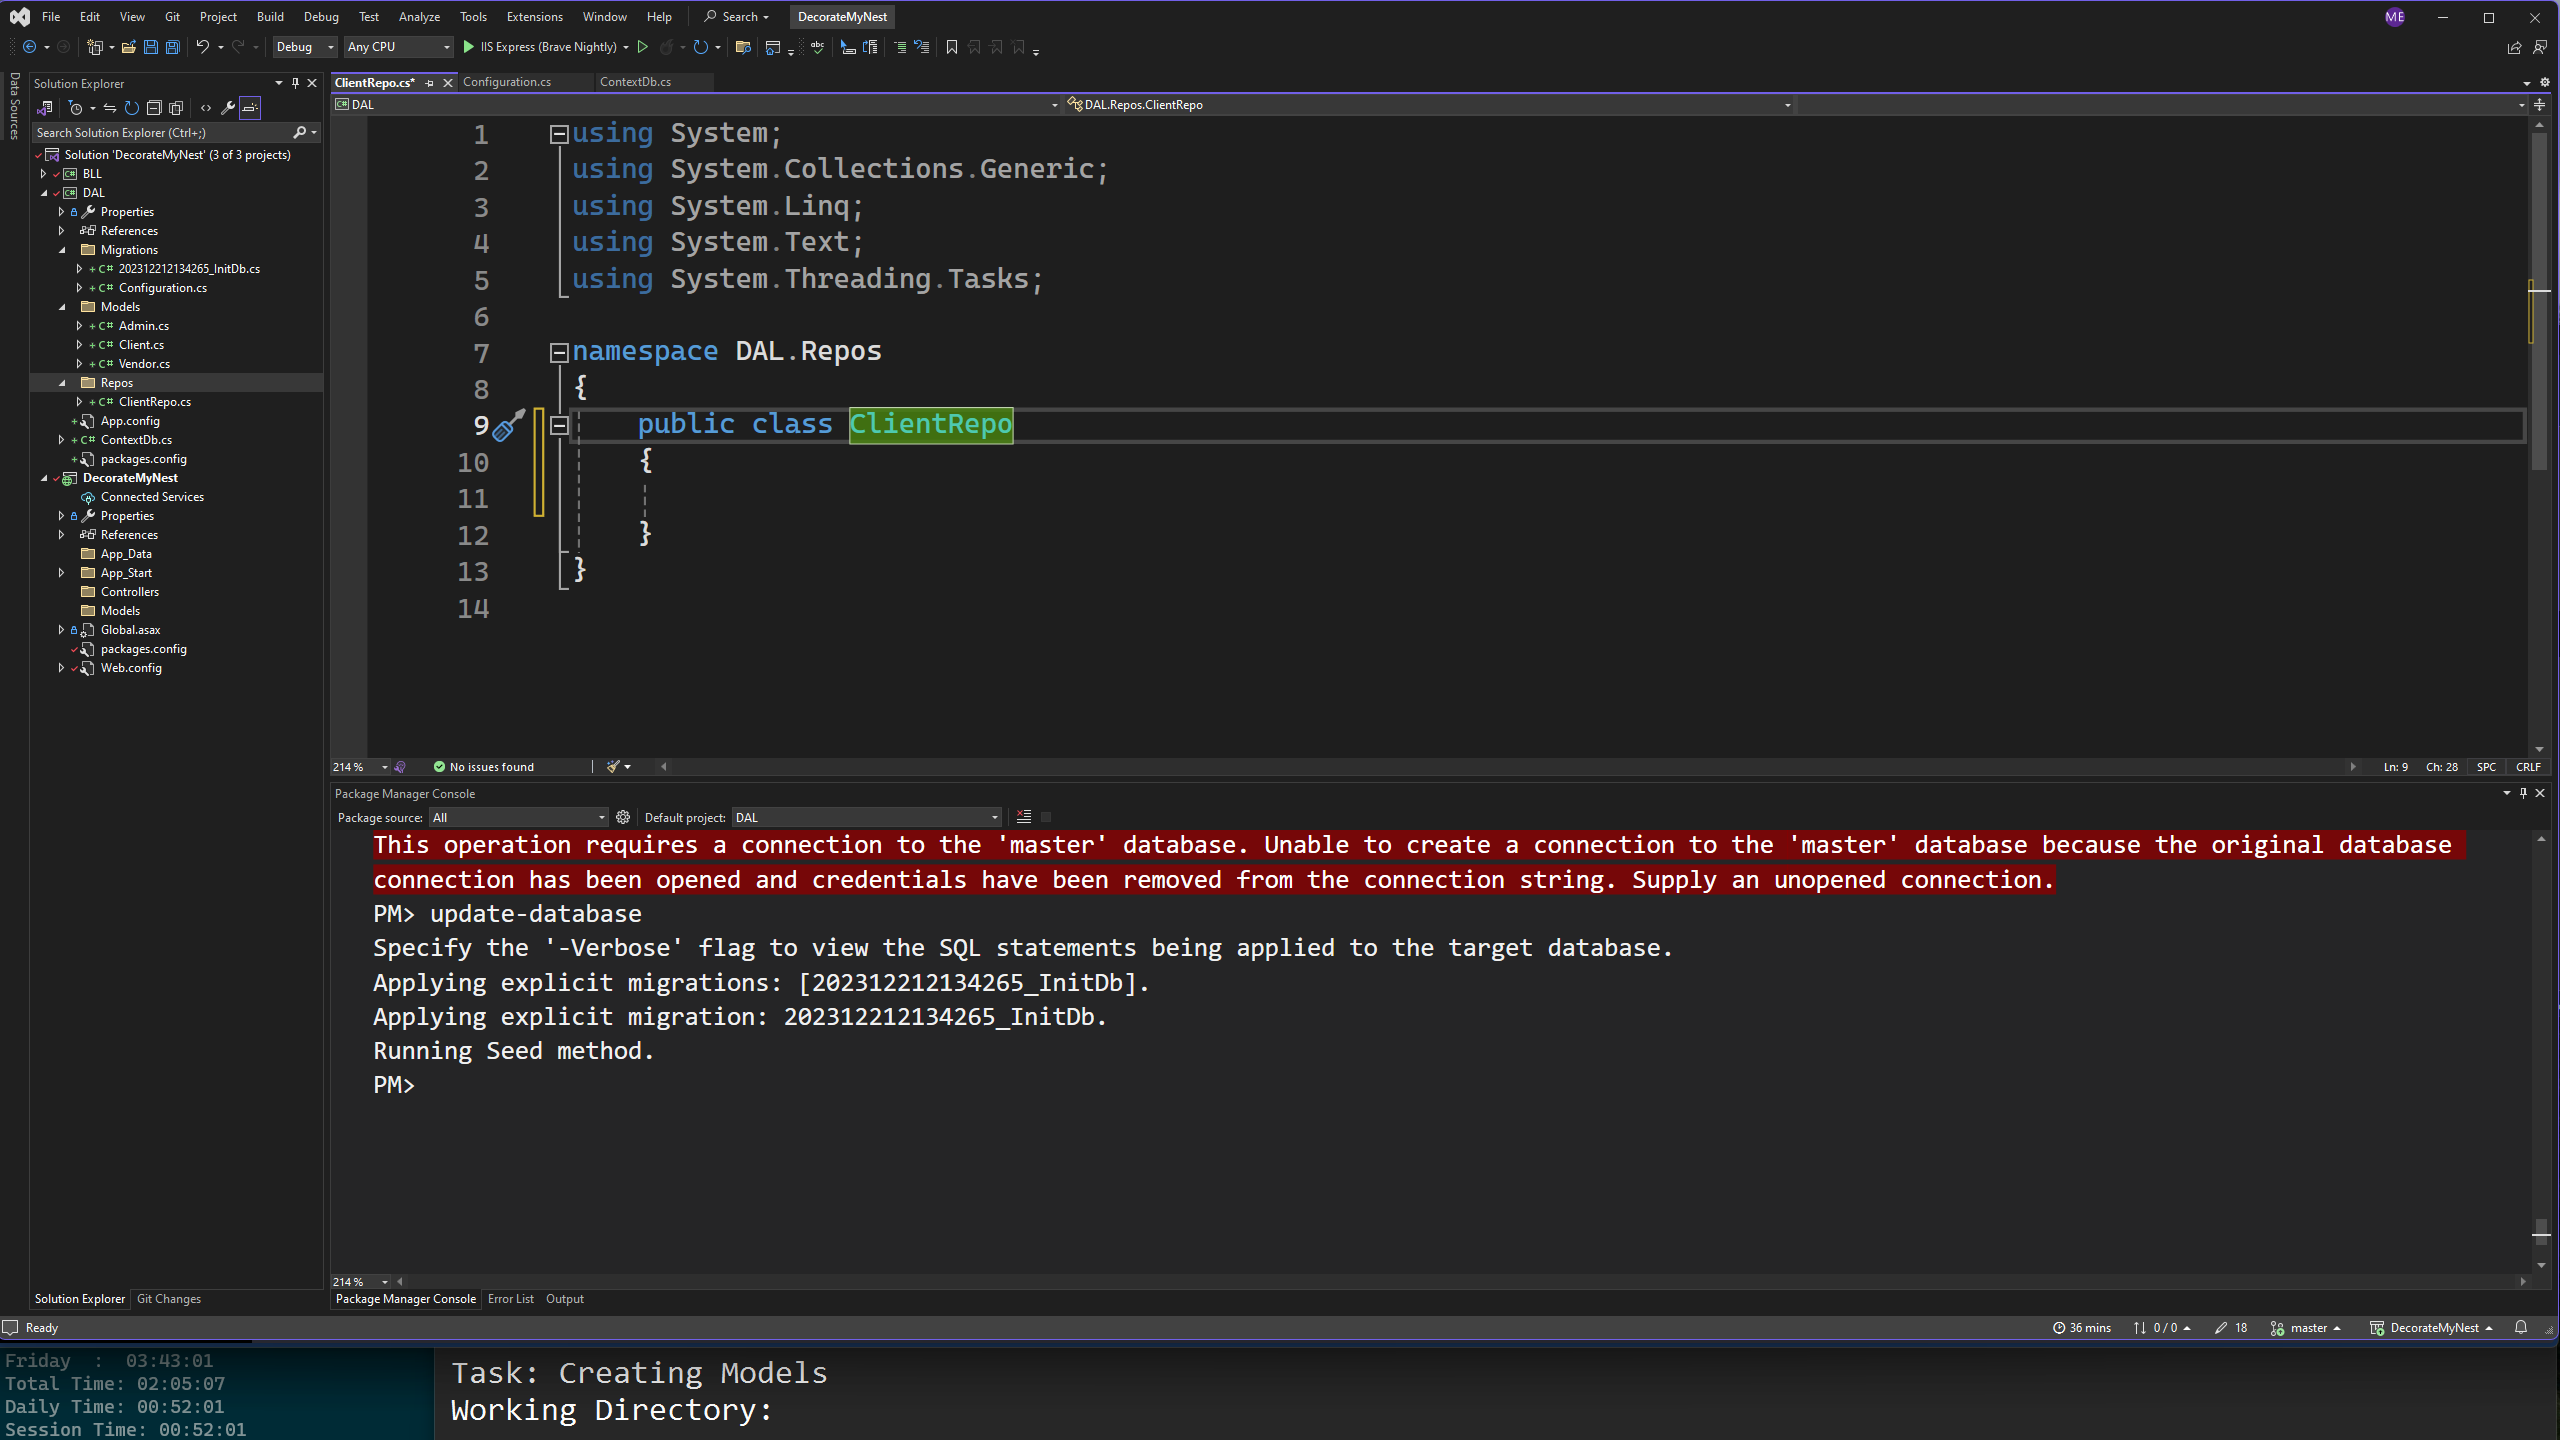 File Edit View Git Project Build Debug Test Analyze Tools Extensions Window Help Search DecorateMyNest ME
Debug Any CPU IIS Express (Brave Nightly)
Data Sources
Solution Explorer
Search Solution Explorer (Ctrl+;)
Solution 'DecorateMyNest' (3 of 3 projects)
BLL
DAL
Properties
References
Migrations
202312212134265_InitDb.cs
Configuration.cs
Models
Admin.cs
Client.cs
Vendor.cs
Repos
ClientRepo.cs
App.config
ContextDb.cs
packages.config
DecorateMyNest
Connected Services
Properties
References
App_Data
App_Start
Controllers
Models
Global.asax
packages.config
Web.config
Solution Explorer Git Changes
ClientRepo.cs* Configuration.cs ContextDb.cs
DAL DAL.Repos.ClientRepo
1 using System;
2 using System.Collections.Generic;
3 using System.Linq;
4 using System.Text;
5 using System.Threading.Tasks;
6
7 namespace DAL.Repos
8 {
9 public class ClientRepo
10 {
11
12 }
13 }
14
214 % No issues found Ln: 9 Ch: 28 SPC CRLF
Package Manager Console
Package source: All Default project: DAL
This operation requires a connection to the 'master' database. Unable to create a connection to the 'master' database because the original database
connection has been opened and credentials have been removed from the connection string. Supply an unopened connection.
PM> update-database
Specify the '-Verbose' flag to view the SQL statements being applied to the target database.
Applying explicit migrations: [202312212134265_InitDb].
Applying explicit migration: 202312212134265_InitDb.
Running Seed method.
PM>
214 %
Package Manager Console Error List Output
Ready 36 mins 0 / 0 18 master DecorateMyNest
Friday : 03:43:01
Total Time: 02:05:07
Daily Time: 00:52:01
Session Time: 00:52:01
Task: Creating Models
Working Directory: